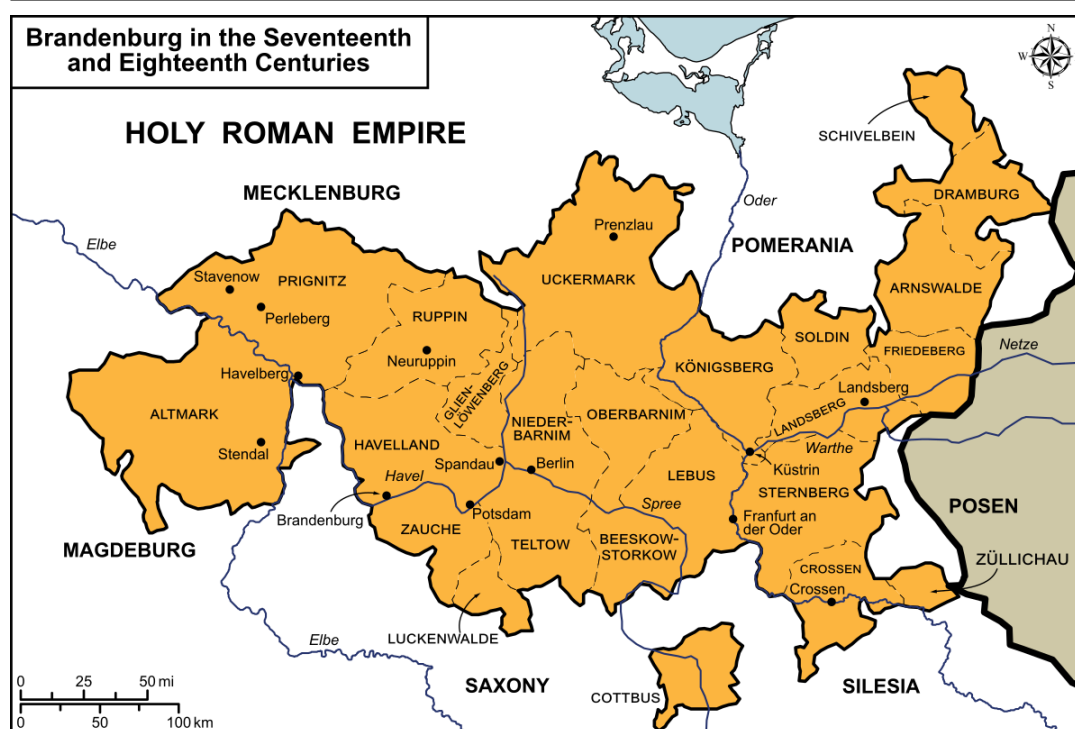 Brandenburg in the Seventeenth
and Eighteenth Centuries
N
W
E
S
HOLY ROMAN EMPIRE
SCHIVELBEIN
MECKLENBURG
DRAMBURG
Elbe
Oder
Prenzlau
POMERANIA
Stavenow
PRIGNITZ
UCKERMARK
ARNSWALDE
Perleberg
RUPPIN
SOLDIN
Netze
Neuruppin
FRIEDEBERG
KÖNIGSBERG
Havelberg
GLIEN-
LÖWENBERG
Landsberg
ALTMARK
OBERBARNIM
LANDSBERG
NIEDER-
BARNIM
HAVELLAND
Stendal
Warthe
Spandau
Berlin
Küstrin
Havel
LEBUS
STERNBERG
Brandenburg
Potsdam
Spree
POSEN
ZAUCHE
Franfurt an
der Oder
MAGDEBURG
TELTOW
BEESKOW-
STORKOW
ZÜLLICHAU
CROSSEN
Crossen
LUCKENWALDE
Elbe
SAXONY
SILESIA
COTTBUS
0 25 50 mi
0 50 100 km